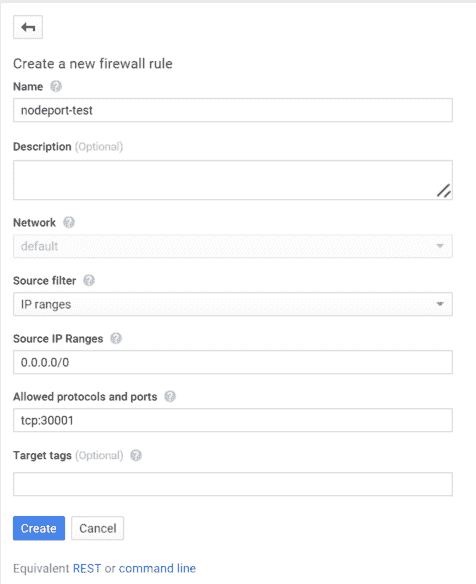 Create a new firewall rule
Name
nodeport-test
Description (Optional)
Network
default
Source filter
IP ranges
Source IP Ranges
0.0.0.0/0
Allowed protocols and ports
tcp:30001
Target tags (Optional)
Create Cancel
Equivalent REST or command line